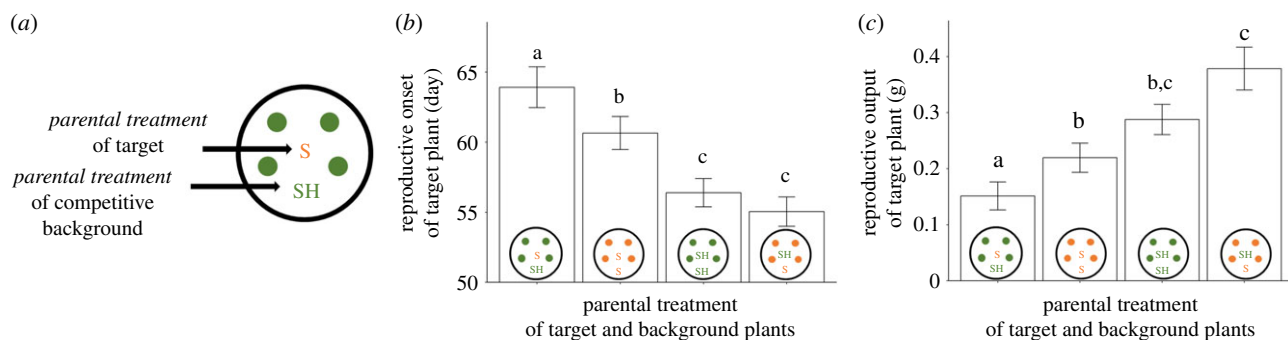 (a)
parental treatment
of target
parental treatment
of competitive
background
S
SH
(b)
reproductive onset
of target plant (day)
65
60
55
50
a
b
c
c
S
SH
S
S
SH
SH
SH
S
parental treatment
of target and background plants
(c)
reproductive output
of target plant (g)
0.4
0.3
0.2
0.1
0
a
b
b,c
c
S
SH
S
S
SH
SH
SH
S
parental treatment
of target and background plants